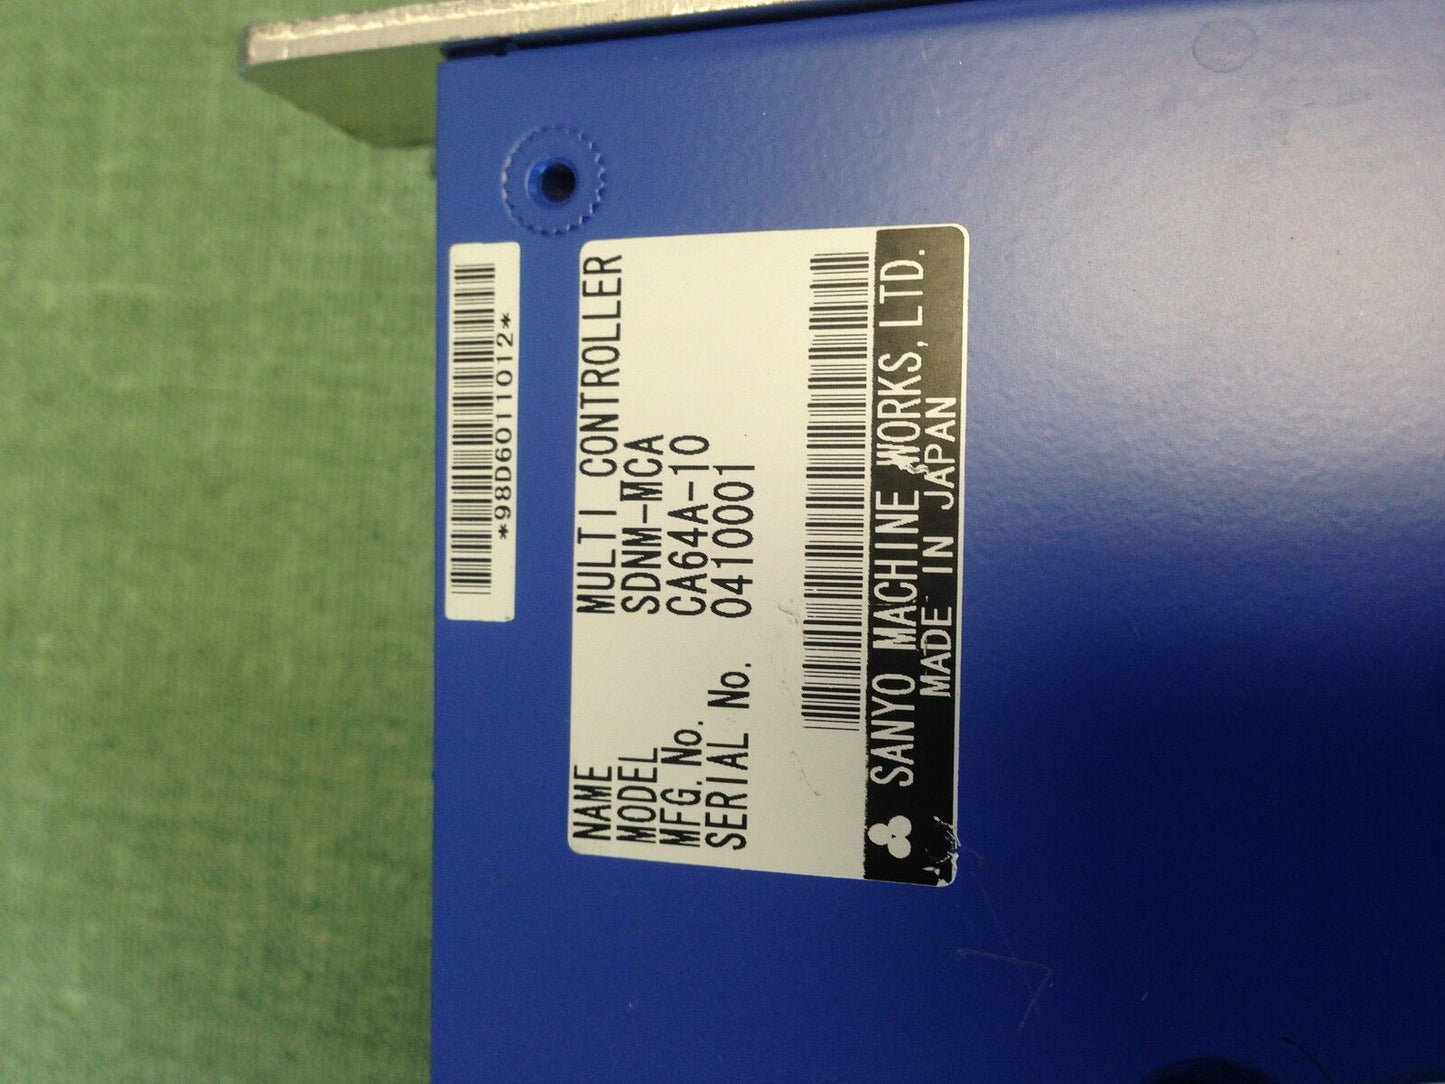 *98D6011012*
NAME MULTI CONTROLLER
MODEL SDNM-MCA
MFG. No. CA64A-10
SERIAL No. 0410001
SANYO MACHINE WORKS, LTD.
MADE IN JAPAN